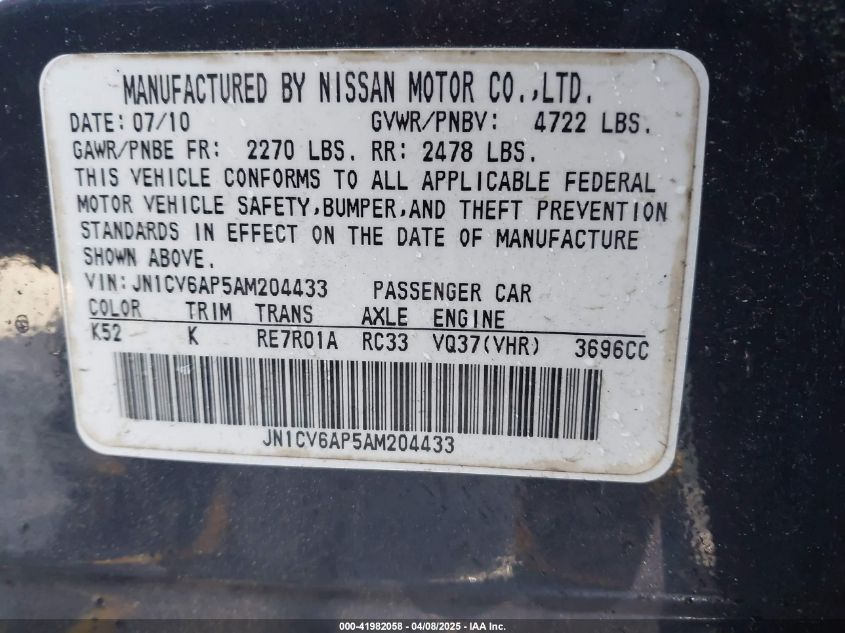 MANUFACTURED BY NISSAN MOTOR CO.,LTD.
DATE: 07/10 GVWR/PNBV: 4722 LBS.
GAWR/PNBE FR: 2270 LBS. RR: 2478 LBS.
THIS VEHICLE CONFORMS TO ALL APPLICABLE FEDERAL
MOTOR VEHICLE SAFETY,BUMPER,AND THEFT PREVENTION
STANDARDS IN EFFECT ON THE DATE OF MANUFACTURE
SHOWN ABOVE.
VIN: JN1CV6AP5AM204433 PASSENGER CAR
COLOR TRIM TRANS AXLE ENGINE
K52 K RE7R01A RC33 VQ37(VHR) 3696CC
JN1CV6AP5AM204433
000-41982058 - 04/08/2025 - IAA Inc.